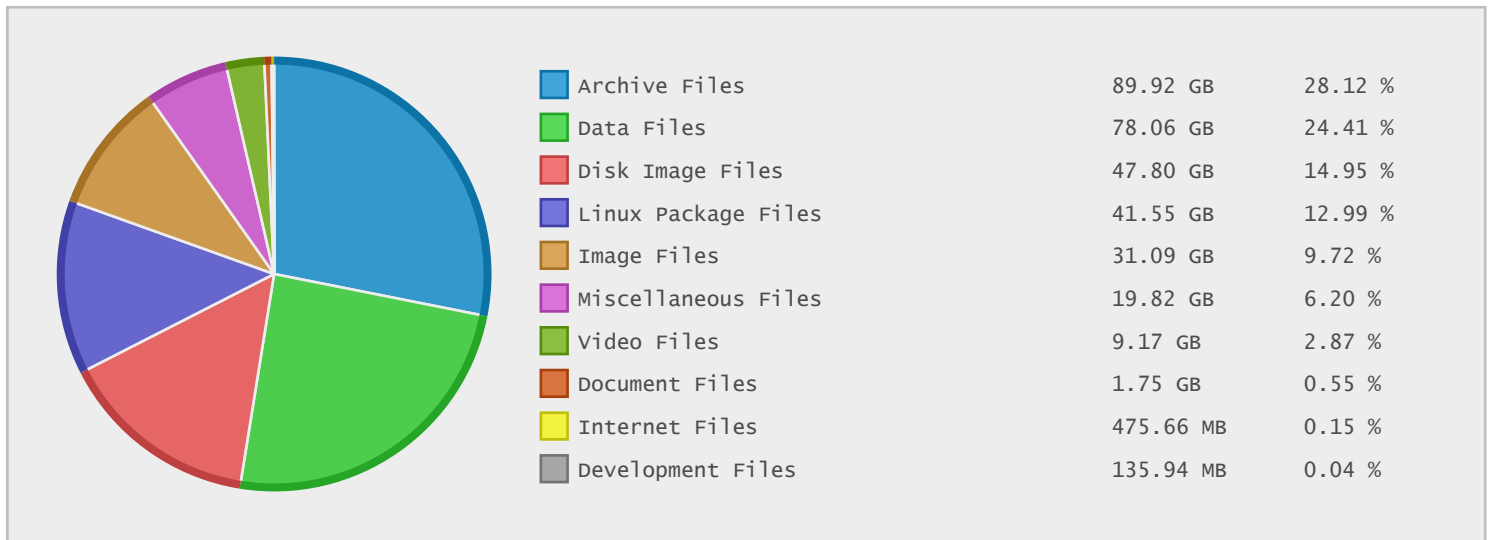 Archive Files 89.92 GB 28.12 %
Data Files 78.06 GB 24.41 %
Disk Image Files 47.80 GB 14.95 %
Linux Package Files 41.55 GB 12.99 %
Image Files 31.09 GB 9.72 %
Miscellaneous Files 19.82 GB 6.20 %
Video Files 9.17 GB 2.87 %
Document Files 1.75 GB 0.55 %
Internet Files 475.66 MB 0.15 %
Development Files 135.94 MB 0.04 %